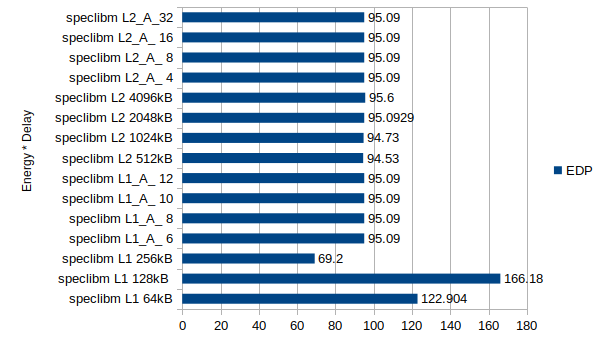 speclibm L2_A_32 95.09
speclibm L2_A_ 16 95.09
speclibm L2_A_ 8 95.09
speclibm L2_A_ 4 95.09
speclibm L2 4096kB 95.6
speclibm L2 2048kB 95.0929
speclibm L2 1024kB 94.73
speclibm L2 512kB 94.53
speclibm L1_A_ 12 95.09
speclibm L1_A_ 10 95.09
speclibm L1_A_ 8 95.09
speclibm L1_A_ 6 95.09
speclibm L1 256kB 69.2
speclibm L1 128kB 166.18
speclibm L1 64kB 122.904
0 20 40 60 80 100 120 140 160 180
Energy * Delay
EDP